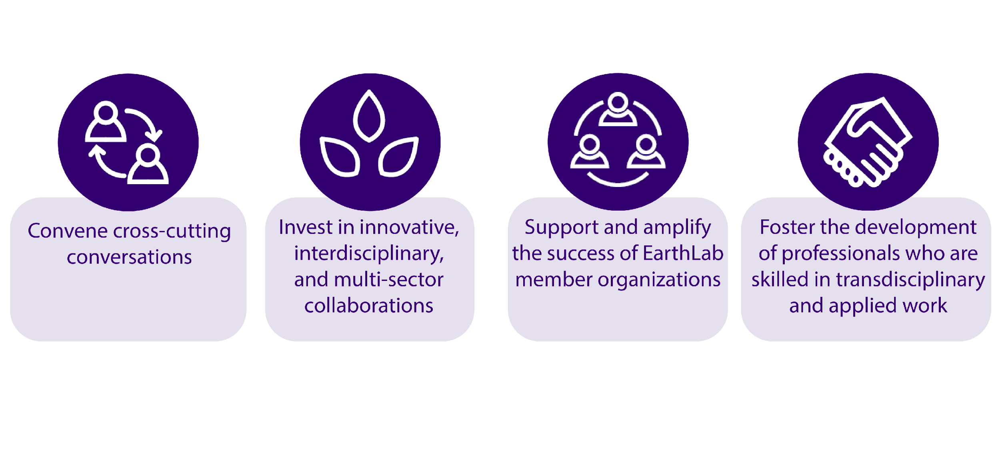 Convene cross-cutting
conversations
Invest in innovative,
interdisciplinary,
and multi-sector
collaborations
Support and amplify
the success of EarthLab
member organizations
Foster the development
of professionals who are
skilled in transdisciplinary
and applied work